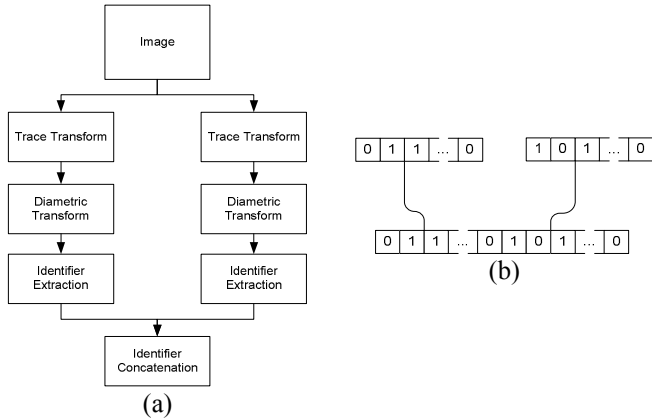 Image
Trace Transform
Diametric
Transform
Identifier
Extraction
Trace Transform
Diametric
Transform
Identifier
Extraction
Identifier
Concatenation
(a)
0 1 1 ... 0
1 0 1 ... 0
0 1 1 ... 0 1 0 1 ... 0
(b)